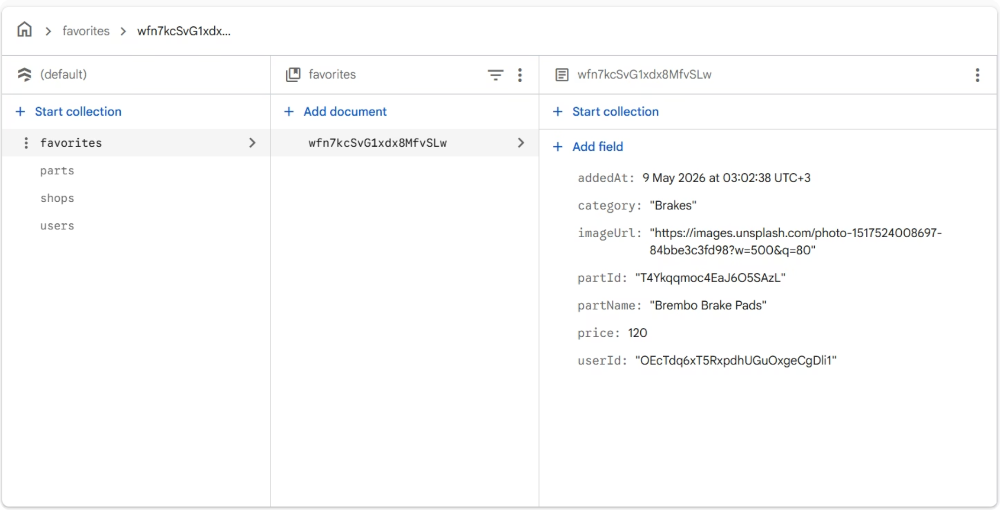 favorites > wfn7kcSvG1xdx...
(default)
+ Start collection
favorites
parts
shops
users
favorites
+ Add document
wfn7kcSvG1xdx8MfvSLw
wfn7kcSvG1xdx8MfvSLw
+ Start collection
+ Add field
addedAt: 9 May 2026 at 03:02:38 UTC+3
category: "Brakes"
imageUrl: "https://images.unsplash.com/photo-1517524008697-
84bbe3c3fd98?w=500&q=80"
partId: "T4Ykqqmoc4EaJ6O5SAzL"
partName: "Brembo Brake Pads"
price: 120
userId: "OEcTdq6xT5RxpdhUGuOxgeCgDli1"